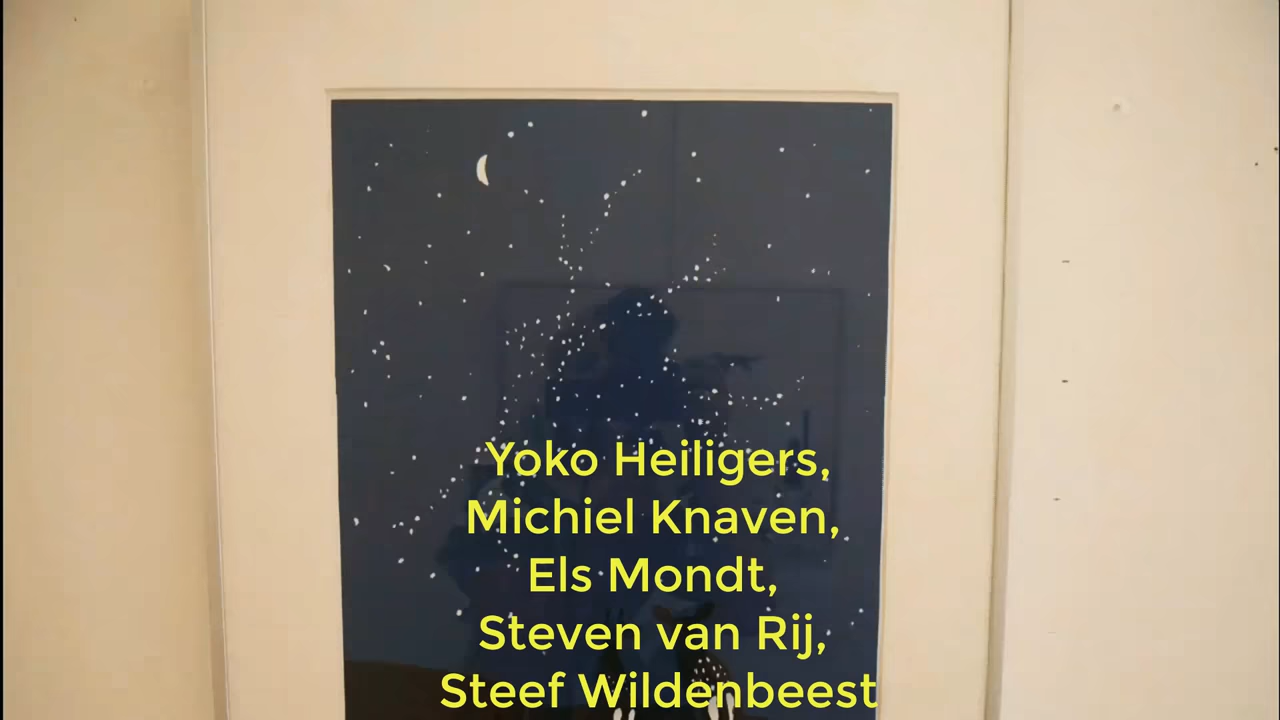 Yoko Heiligers,
Michiel Knaven,
Els Mondt,
Steven van Rij,
Steef Wildenbeest